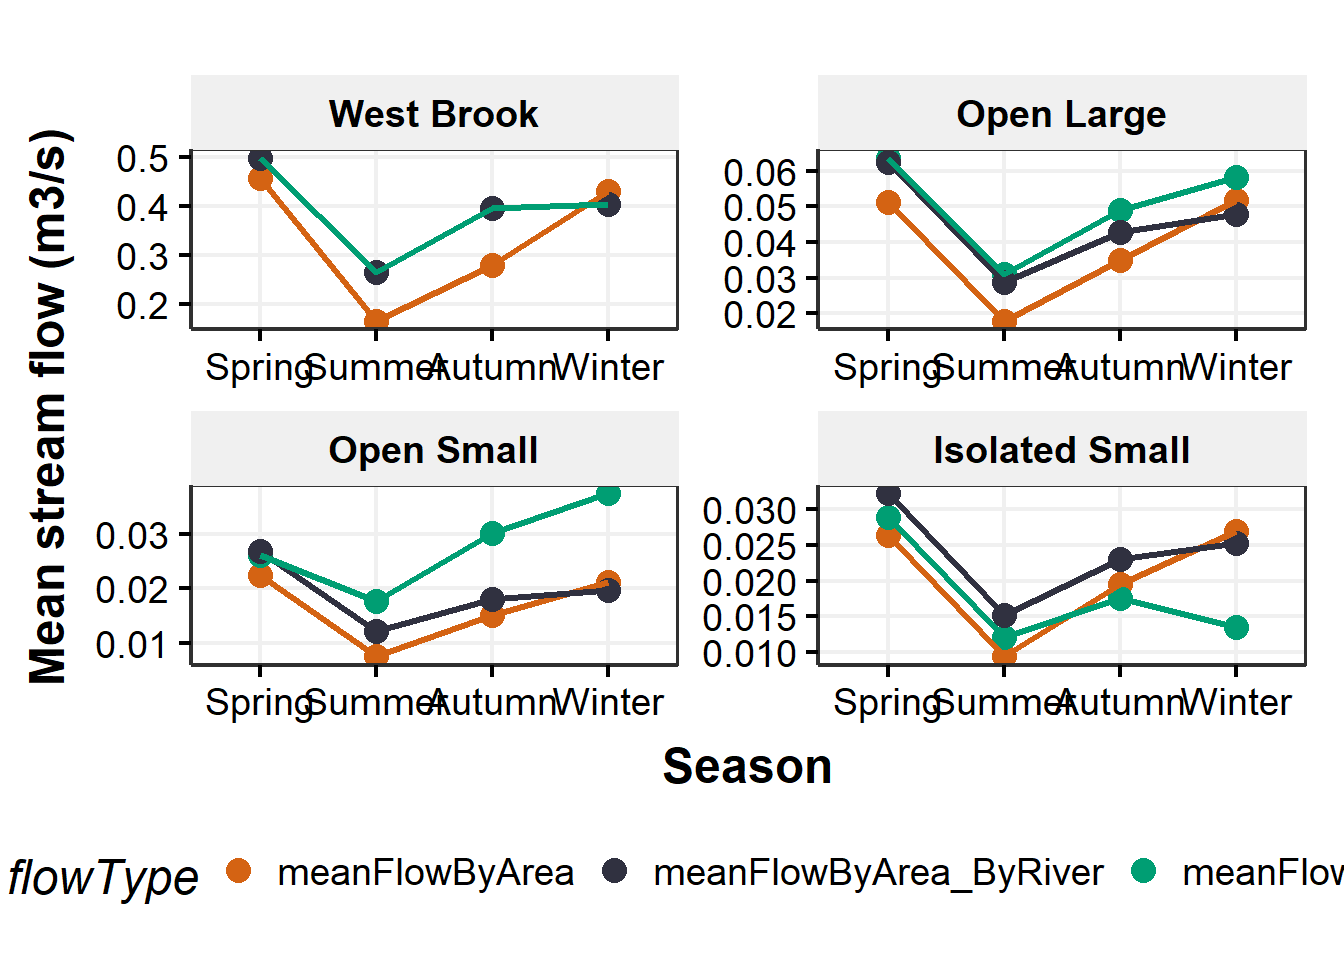 West Brook
Open Large
0.5
0.4
0.3
0.2
0.06
0.05
0.04
0.03
0.02
Spring Summer Autumn Winter
Spring Summer Autumn Winter
Open Small
Isolated Small
0.03
0.02
0.01
0.030
0.025
0.020
0.015
0.010
Spring Summer Autumn Winter
Spring Summer Autumn Winter
Mean stream flow (m3/s)
Season
flowType meanFlowByArea meanFlowByArea_ByRiver meanFlow